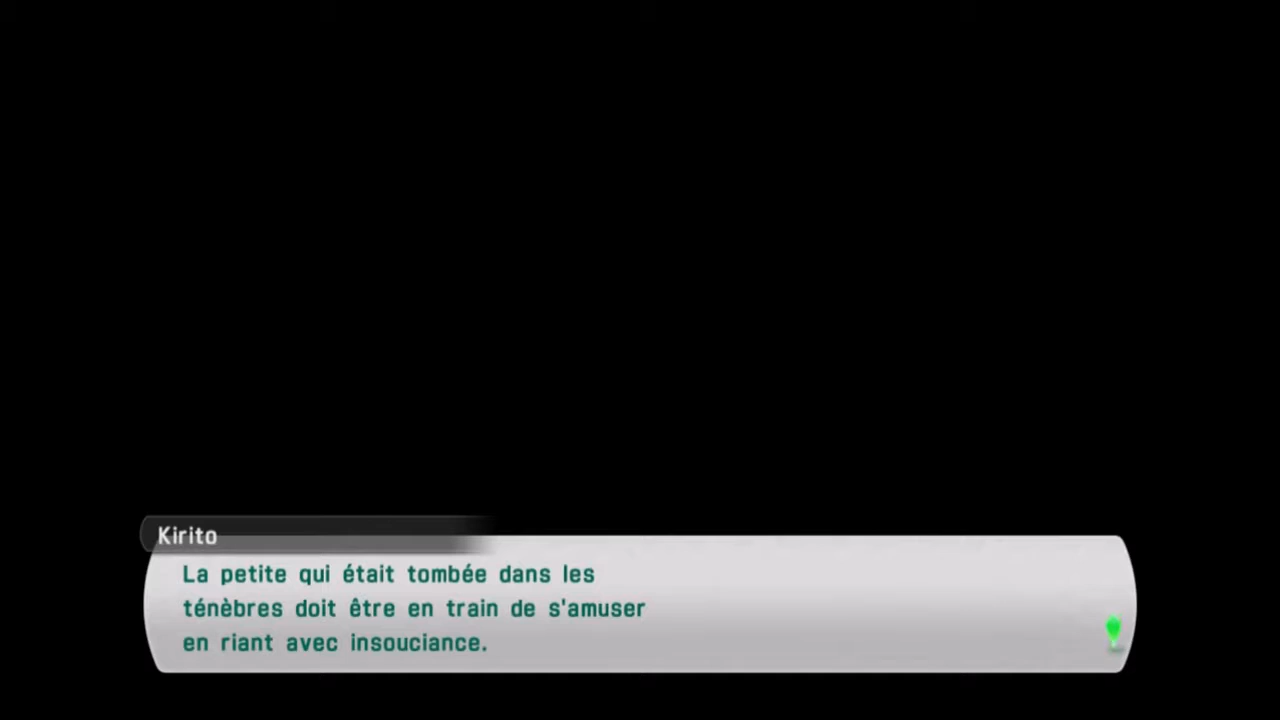 Kirito
La petite qui était tombée dans les
ténèbres doit être en train de s'amuser
en riant avec insouciance.